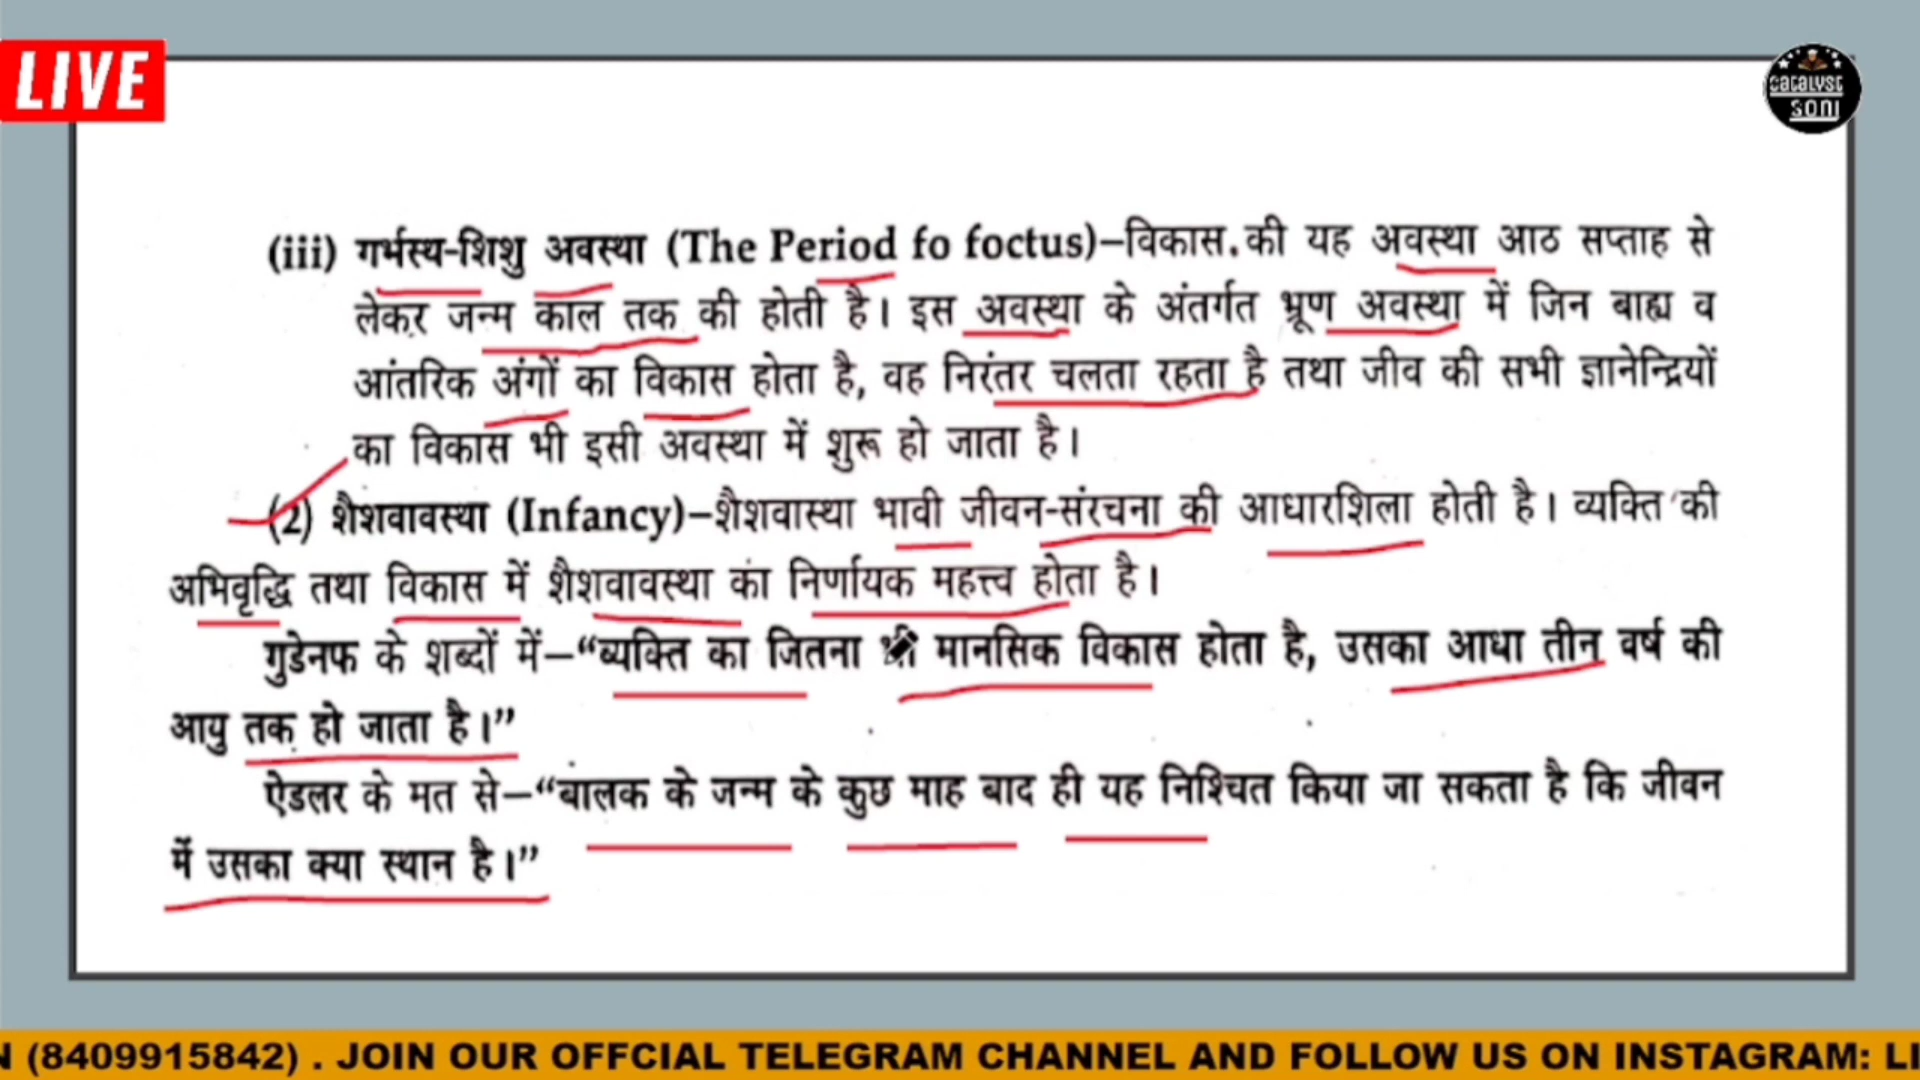 LIVE
catalyst
soni
(iii) गर्भस्थ-शिशु अवस्था (The Period fo foctus)–विकास.की यह अवस्था आठ सप्ताह से
लेकर जन्म काल तक की होती है। इस अवस्था के अंतर्गत भ्रूण अवस्था में जिन बाह्य व
आंतरिक अंगों का विकास होता है, वह निरंतर चलता रहता है तथा जीव की सभी ज्ञानेन्द्रियों
का विकास भी इसी अवस्था में शुरू हो जाता है।
(2) शैशवावस्था (Infancy)–शैशवास्था भावी जीवन-संरचना की आधारशिला होती है। व्यक्ति की
अभिवृद्धि तथा विकास में शैशवावस्था का निर्णायक महत्त्व होता है।
गुडेनफ के शब्दों में–“व्यक्ति का जितना भी मानसिक विकास होता है, उसका आधा तीन वर्ष की
आयु तक हो जाता है।”
ऐडलर के मत से–“बालक के जन्म के कुछ माह बाद ही यह निश्चित किया जा सकता है कि जीवन
में उसका क्या स्थान है।”
N (8409915842) . JOIN OUR OFFCIAL TELEGRAM CHANNEL AND FOLLOW US ON INSTAGRAM: LI